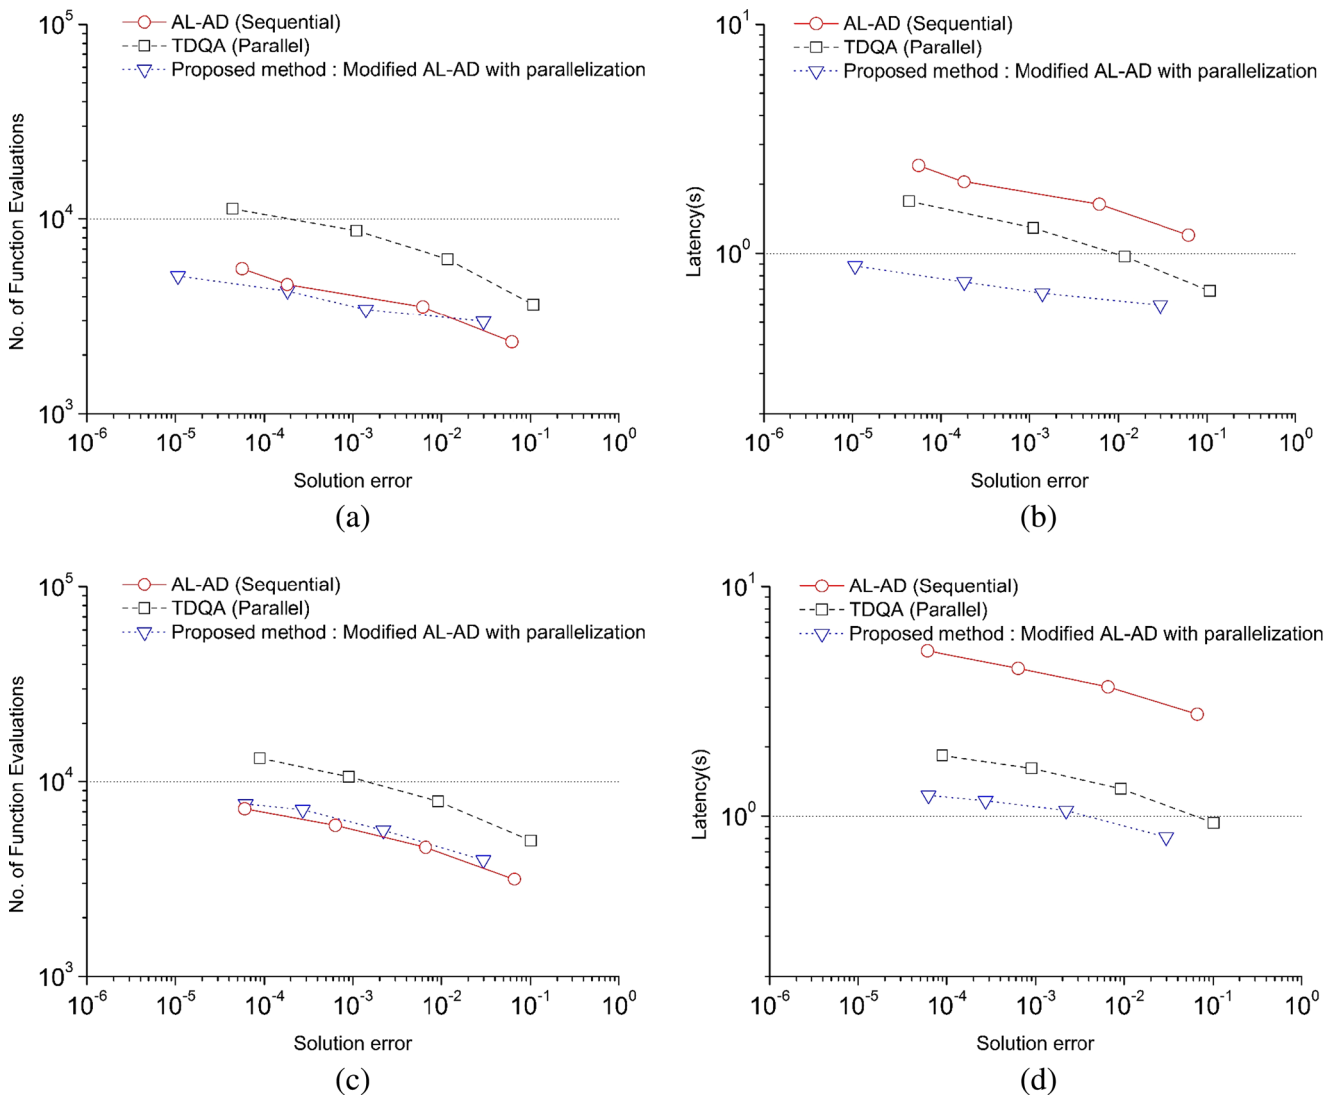 AL-AD (Sequential)
TDQA (Parallel)
Proposed method : Modified AL-AD with parallelization
No. of Function Evaluations
10^5
10^4
10^3
10^-6 10^-5 10^-4 10^-3 10^-2 10^-1 10^0
Solution error
(a)
AL-AD (Sequential)
TDQA (Parallel)
Proposed method : Modified AL-AD with parallelization
Latency(s)
10^1
10^0
10^-6 10^-5 10^-4 10^-3 10^-2 10^-1 10^0
Solution error
(b)
AL-AD (Sequential)
TDQA (Parallel)
Proposed method : Modified AL-AD with parallelization
No. of Function Evaluations
10^5
10^4
10^3
10^-6 10^-5 10^-4 10^-3 10^-2 10^-1 10^0
Solution error
(c)
AL-AD (Sequential)
TDQA (Parallel)
Proposed method : Modified AL-AD with parallelization
Latency(s)
10^1
10^0
10^-6 10^-5 10^-4 10^-3 10^-2 10^-1 10^0
Solution error
(d)